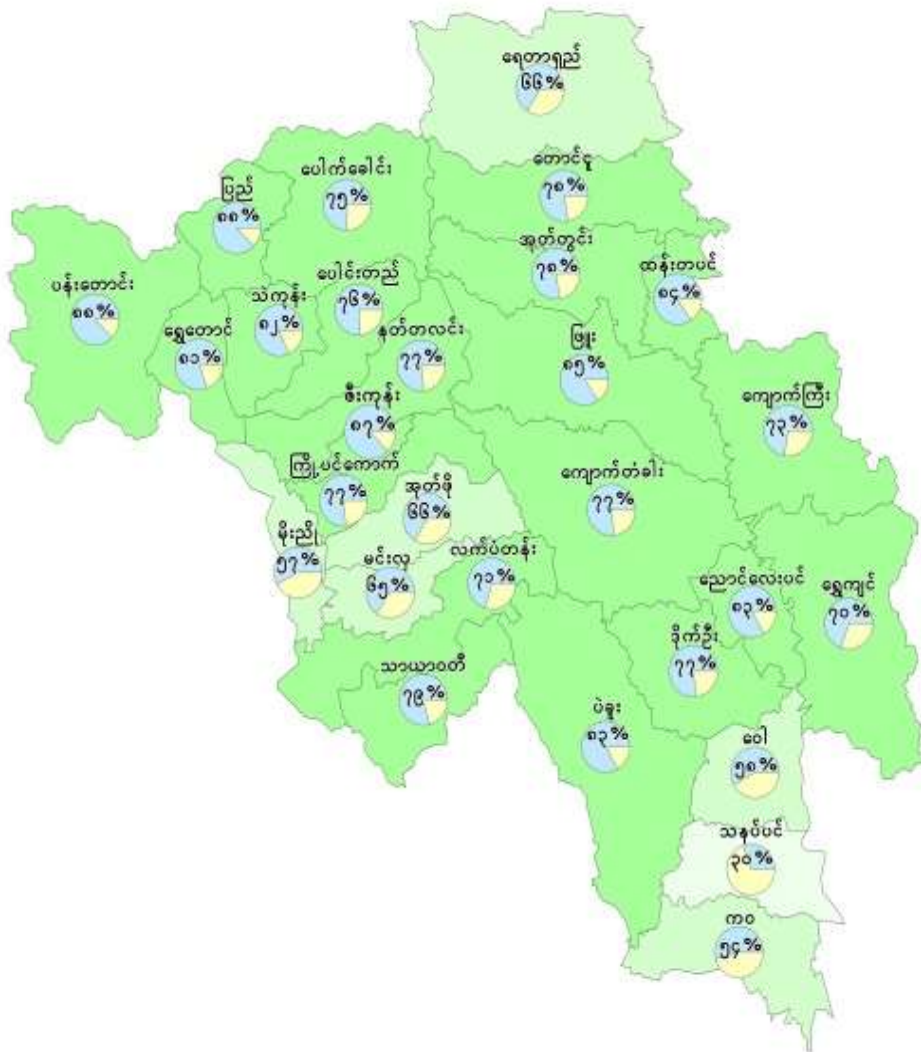 ရေတာရှည်
၆၆%
တောင်ငူ
၇၈%
ပေါက်ခေါင်း
၇၅%
ပြည်
၈၈%
အုတ်တွင်း
၇၈%
ထန်းတပင်
၈၄%
ပန်းတောင်း
၈၈%
ပေါင်းတည်
၇၆%
သဲကုန်း
၈၂%
ရွှေတောင်
၈၁%
နတ်တလင်း
၇၇%
ဖြူး
၈၅%
ကျောက်ကြီး
၇၃%
ဇီးကုန်း
၈၇%
ကြို့ပင်ကောက်
၇၇%
အုတ်ဖို
၆၆%
ကျောက်တံခါး
၇၇%
မိုးညို
၅၇%
မင်းလှ
၆၅%
လက်ပံတန်း
၇၁%
ညောင်လေးပင်
၈၃%
ရွှေကျင်
၇၀%
ဒိုက်ဦး
၇၇%
သာယာဝတီ
၇၉%
ပဲခူး
၈၃%
ဝေါ
၅၈%
သနပ်ပင်
၃၀%
ကဝ
၅၄%